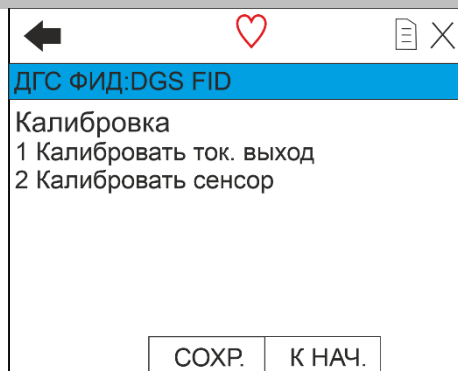 ДГС ФИД:DGS FID
Калибровка
1 Калибровать ток. выход
2 Калибровать сенсор
СОХР. К НАЧ.